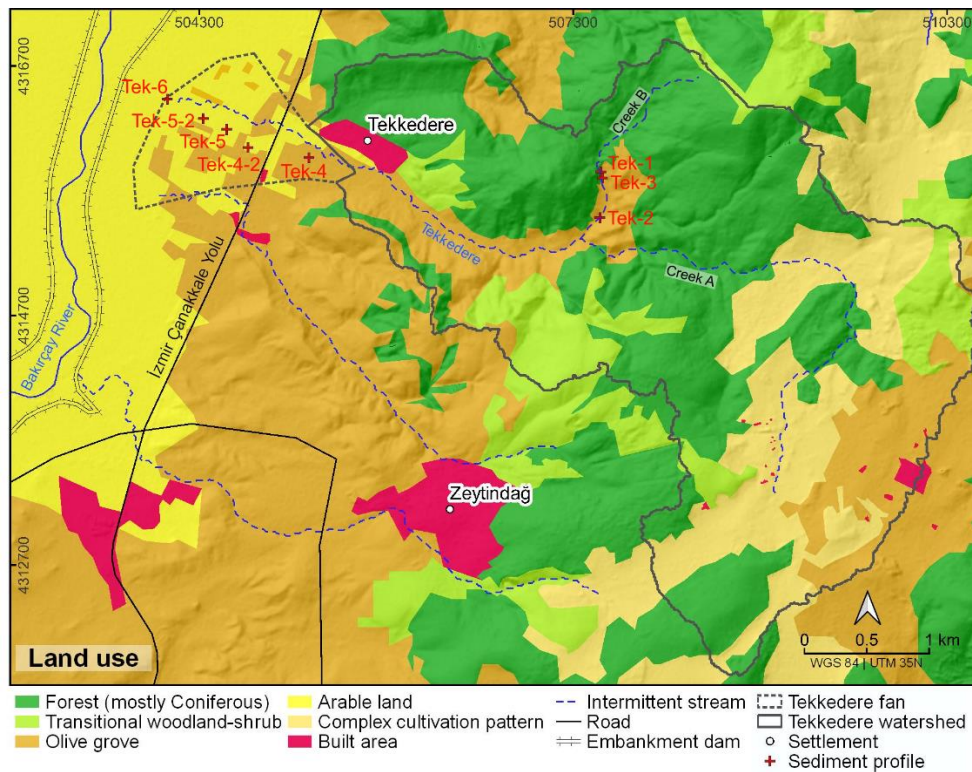 504300
507300
510300
4316700
4314700
4312700
Tek-6
Tek-5-2
Tek-5
Tek-4-2
Tek-4
Tekkedere
Creek B
Tek-1
Tek-3
Tek-2
Tekkedere
Creek A
İzmir Çanakkale Yolu
Bakırçay River
Zeytindağ
Land use
0 0.5 1 km
WGS 84 | UTM 35N
Forest (mostly Coniferous)
Transitional woodland-shrub
Olive grove
Arable land
Complex cultivation pattern
Built area
Intermittent stream
Road
Embankment dam
Tekkedere fan
Tekkedere watershed
Settlement
Sediment profile